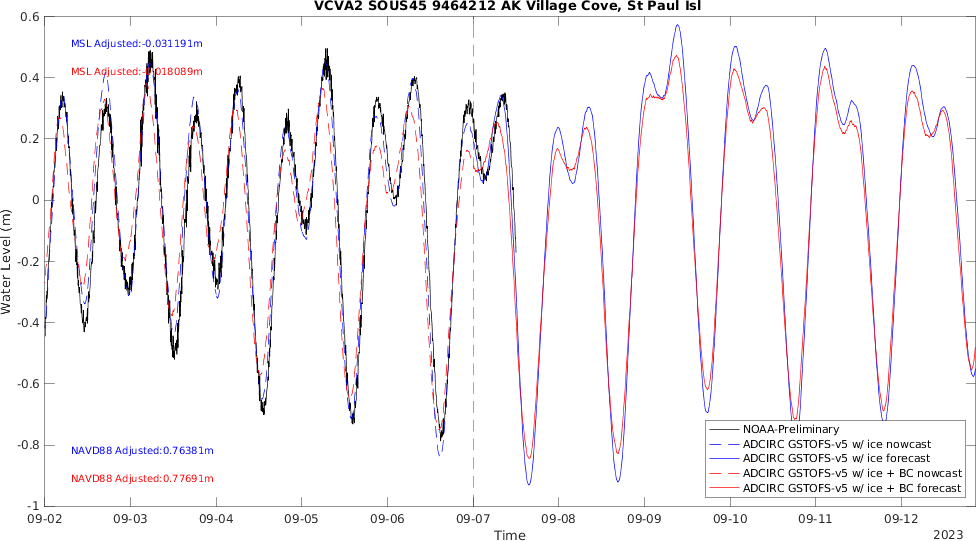 VCVA2 SOUS45 9464212 AK Village Cove, St Paul Isl
0.6
MSL Adjusted:-0.031191m
MSL Adjusted:-0.018089m
0.4
0.2
0
-0.2
-0.4
-0.6
-0.8
-1
Water Level (m)
NAVD88 Adjusted:0.76381m
NAVD88 Adjusted:0.77691m
NOAA-Preliminary
ADCIRC GSTOFS-v5 w/ ice nowcast
ADCIRC GSTOFS-v5 w/ ice forecast
ADCIRC GSTOFS-v5 w/ ice + BC nowcast
ADCIRC GSTOFS-v5 w/ ice + BC forecast
09-02 09-03 09-04 09-05 09-06 09-07 09-08 09-09 09-10 09-11 09-12
Time
2023